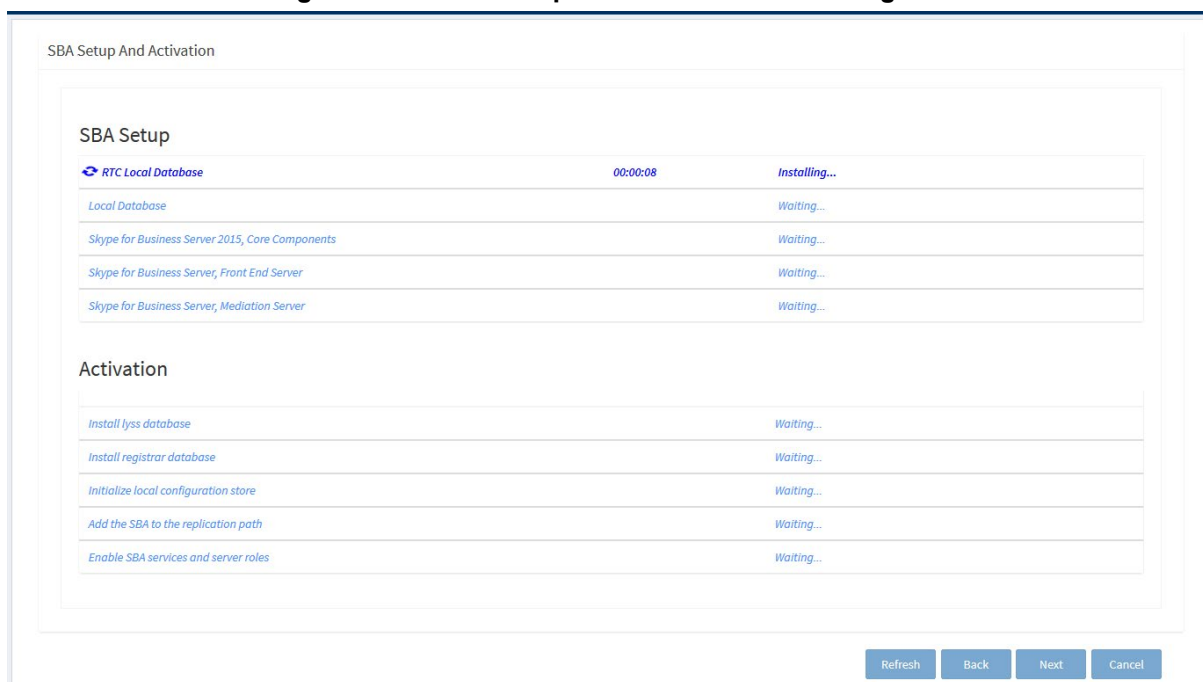 SBA Setup And Activation
SBA Setup
RTC Local Database 00:00:08 Installing...
Local Database Waiting...
Skype for Business Server 2015, Core Components Waiting...
Skype for Business Server, Front End Server Waiting...
Skype for Business Server, Mediation Server Waiting...
Activation
Install lyss database Waiting...
Install registrar database Waiting...
Initialize local configuration store Waiting...
Add the SBA to the replication path Waiting...
Enable SBA services and server roles Waiting...
Refresh Back Next Cancel